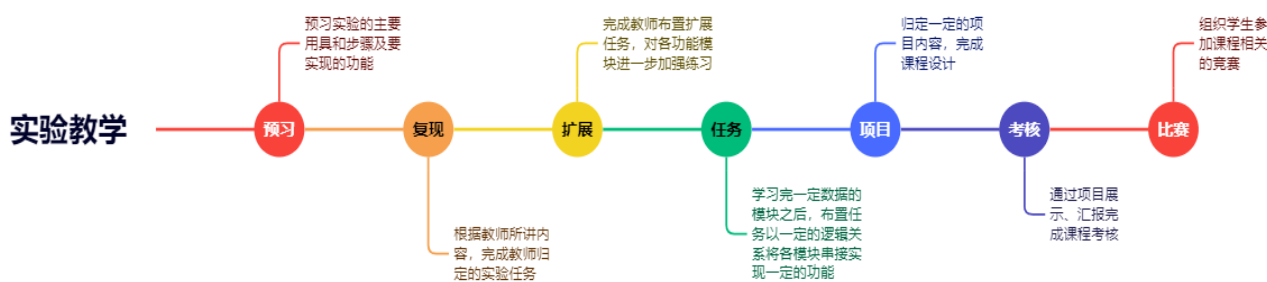 实验教学
预习
预习实验的主要
用具和步骤及要
实现的功能
复现
根据教师所讲内
容，完成教师归
定的实验任务
扩展
完成教师布置扩展
任务，对各功能模
块进一步加强练习
任务
学习完一定数据的
模块之后，布置任
务以一定的逻辑关
系将各模块串接实
现一定的功能
项目
归定一定的项
目内容，完成
课程设计
考核
通过项目展
示、汇报完
成课程考核
比赛
组织学生参
加课程相关
的竞赛